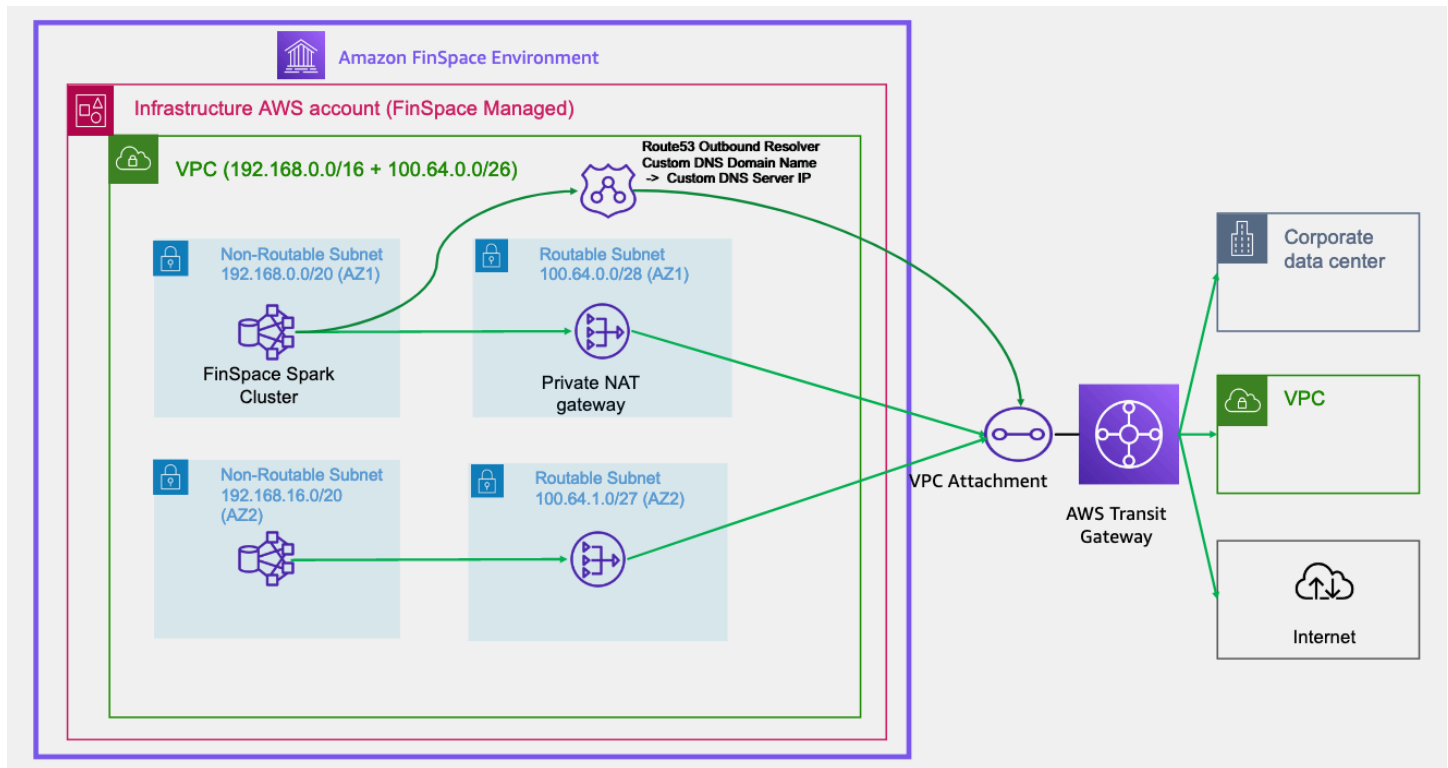 Amazon FinSpace Environment
Infrastructure AWS account (FinSpace Managed)
VPC (192.168.0.0/16 + 100.64.0.0/26)
Route53 Outbound Resolver
Custom DNS Domain Name
-> Custom DNS Server IP
Non-Routable Subnet
192.168.0.0/20 (AZ1)
FinSpace Spark
Cluster
Routable Subnet
100.64.0.0/28 (AZ1)
Private NAT
gateway
Non-Routable Subnet
192.168.16.0/20
(AZ2)
Routable Subnet
100.64.1.0/27 (AZ2)
VPC Attachment
AWS Transit
Gateway
Corporate
data center
VPC
Internet